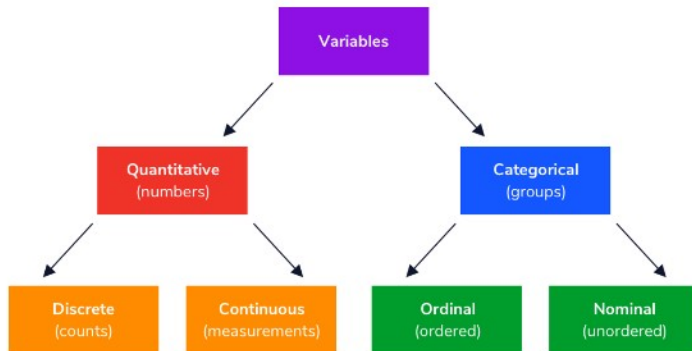 Variables
Quantitative
(numbers)
Categorical
(groups)
Discrete
(counts)
Continuous
(measurements)
Ordinal
(ordered)
Nominal
(unordered)